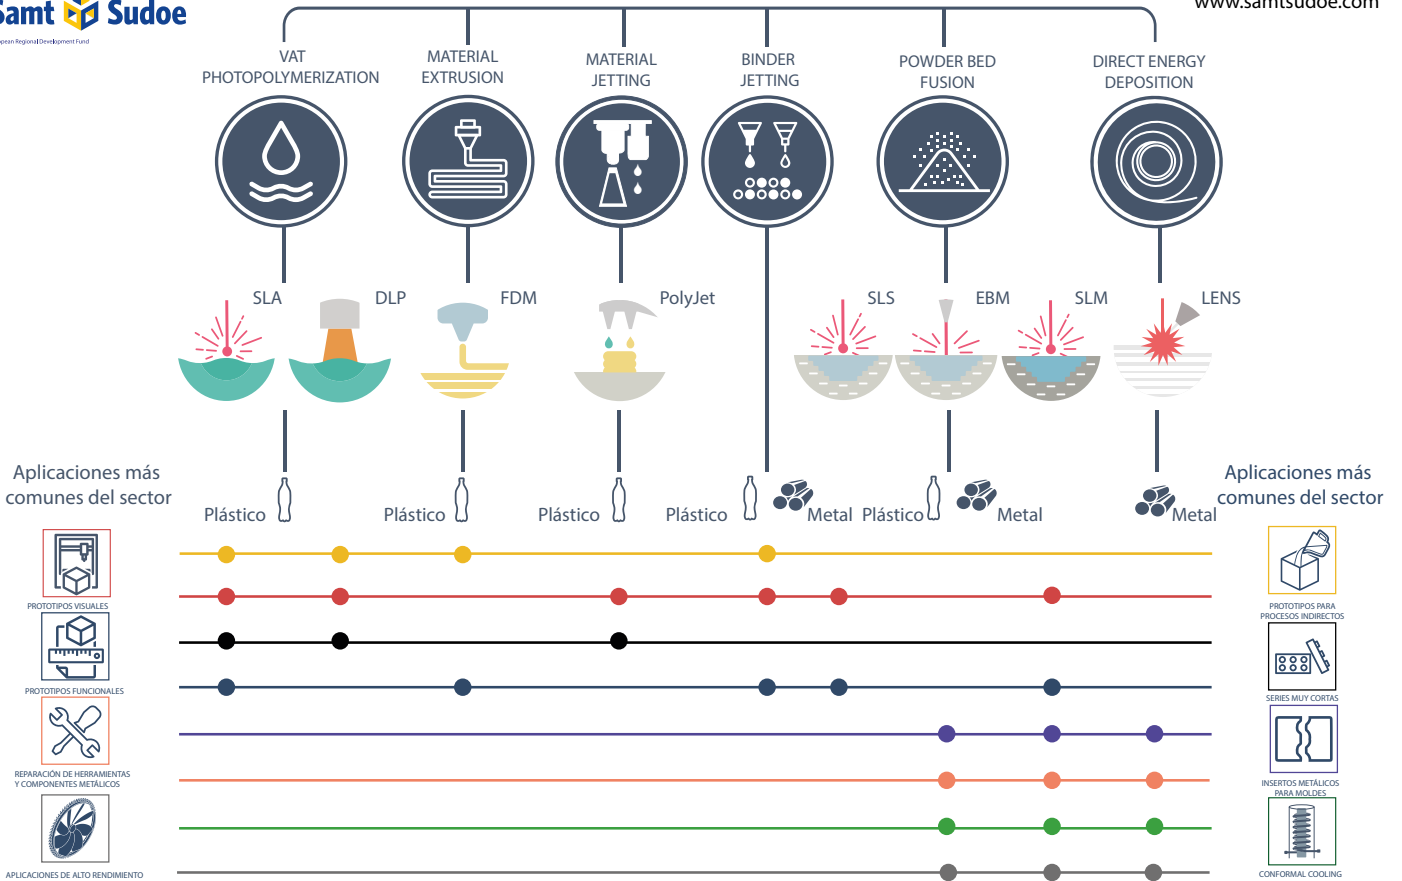 Samt Sudoe
European Regional Development Fund
www.samtsudoe.com
VAT
PHOTOPOLYMERIZATION
MATERIAL
EXTRUSION
MATERIAL
JETTING
BINDER
JETTING
POWDER BED
FUSION
DIRECT ENERGY
DEPOSITION
SLA
DLP
FDM
PolyJet
SLS
EBM
SLM
LENS
Aplicaciones más
comunes del sector
Plástico
Plástico
Plástico
Plástico
Metal
Plástico
Metal
Metal
Aplicaciones más
comunes del sector
PROTOTIPOS VISUALES
PROTOTIPOS FUNCIONALES
REPARACIÓN DE HERRAMIENTAS
Y COMPONENTES METÁLICOS
APLICACIONES DE ALTO RENDIMIENTO
PROTOTIPOS PARA
PROCESOS INDIRECTOS
SERIES MUY CORTAS
INSERTOS METÁLICOS
PARA MOLDES
CONFORMAL COOLING